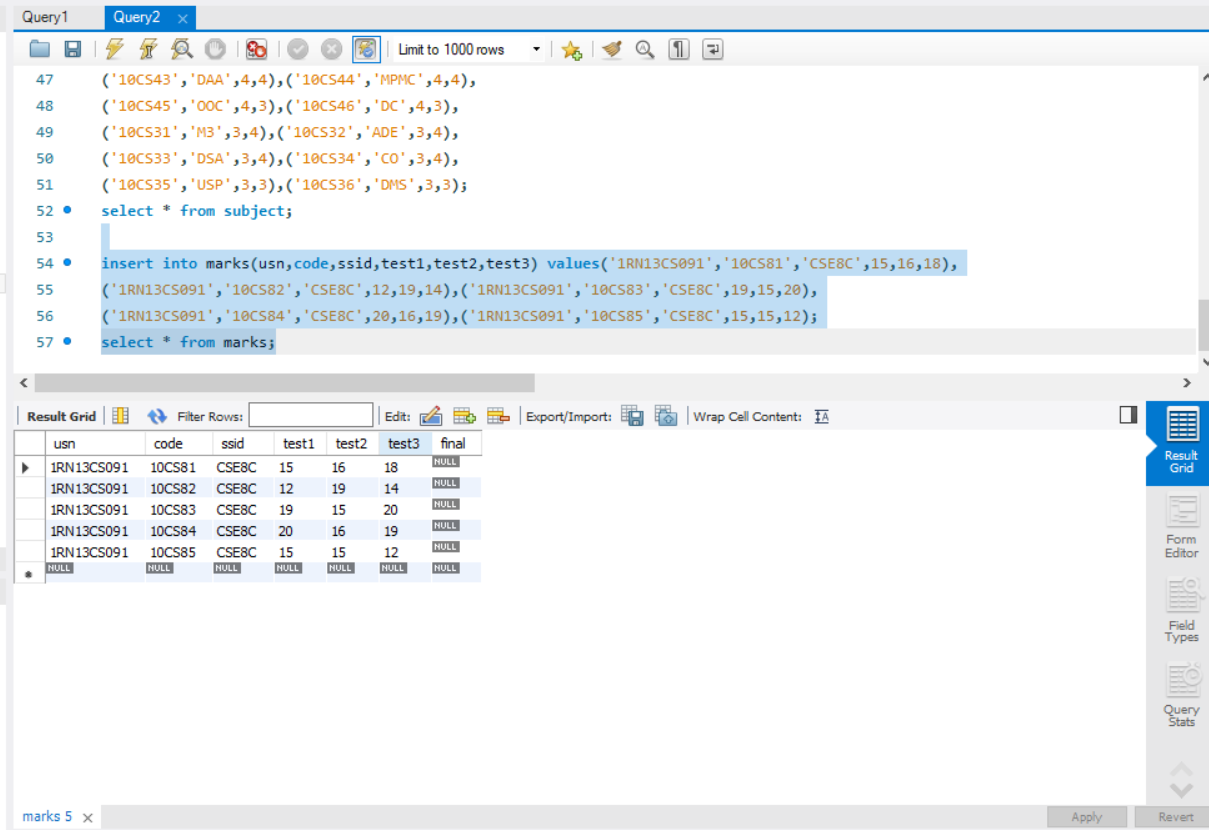 Query1 Query2
Limit to 1000 rows
47 ('10CS43','DAA',4,4),('10CS44','MPMC',4,4),
48 ('10CS45','OOC',4,3),('10CS46','DC',4,3),
49 ('10CS31','M3',3,4),('10CS32','ADE',3,4),
50 ('10CS33','DSA',3,4),('10CS34','CO',3,4),
51 ('10CS35','USP',3,3),('10CS36','DMS',3,3);
52 select * from subject;
53
54 insert into marks(usn,code,ssid,test1,test2,test3) values('1RN13CS091','10CS81','CSE8C',15,16,18),
55 ('1RN13CS091','10CS82','CSE8C',12,19,14),('1RN13CS091','10CS83','CSE8C',19,15,20),
56 ('1RN13CS091','10CS84','CSE8C',20,16,19),('1RN13CS091','10CS85','CSE8C',15,15,12);
57 select * from marks;
Result Grid Filter Rows: Edit: Export/Import: Wrap Cell Content:
usn code ssid test1 test2 test3 final
1RN13CS091 10CS81 CSE8C 15 16 18 NULL
1RN13CS091 10CS82 CSE8C 12 19 14 NULL
1RN13CS091 10CS83 CSE8C 19 15 20 NULL
1RN13CS091 10CS84 CSE8C 20 16 19 NULL
1RN13CS091 10CS85 CSE8C 15 15 12 NULL
NULL NULL NULL NULL NULL NULL NULL
Result
Grid
Form
Editor
Field
Types
Query
Stats
marks 5
Apply Revert